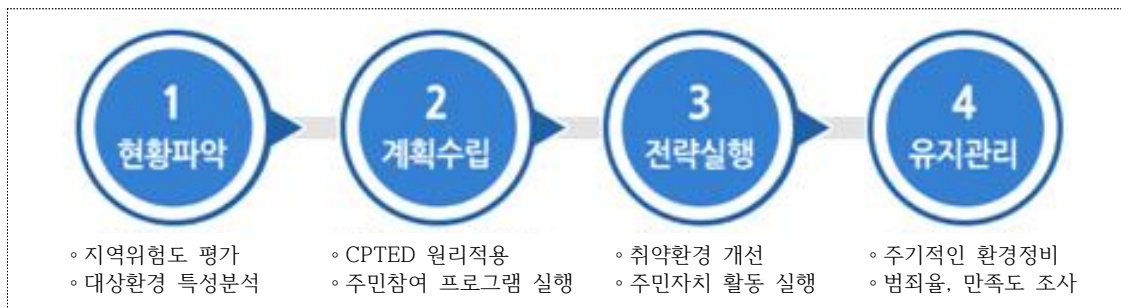 1
현황파악
2
계획수립
3
전략실행
4
유지관리
◦지역위험도 평가
◦대상환경 특성분석
◦CPTED 원리적용
◦주민참여 프로그램 실행
◦취약환경 개선
◦주민자치 활동 실행
◦주기적인 환경정비
◦범죄율, 만족도 조사